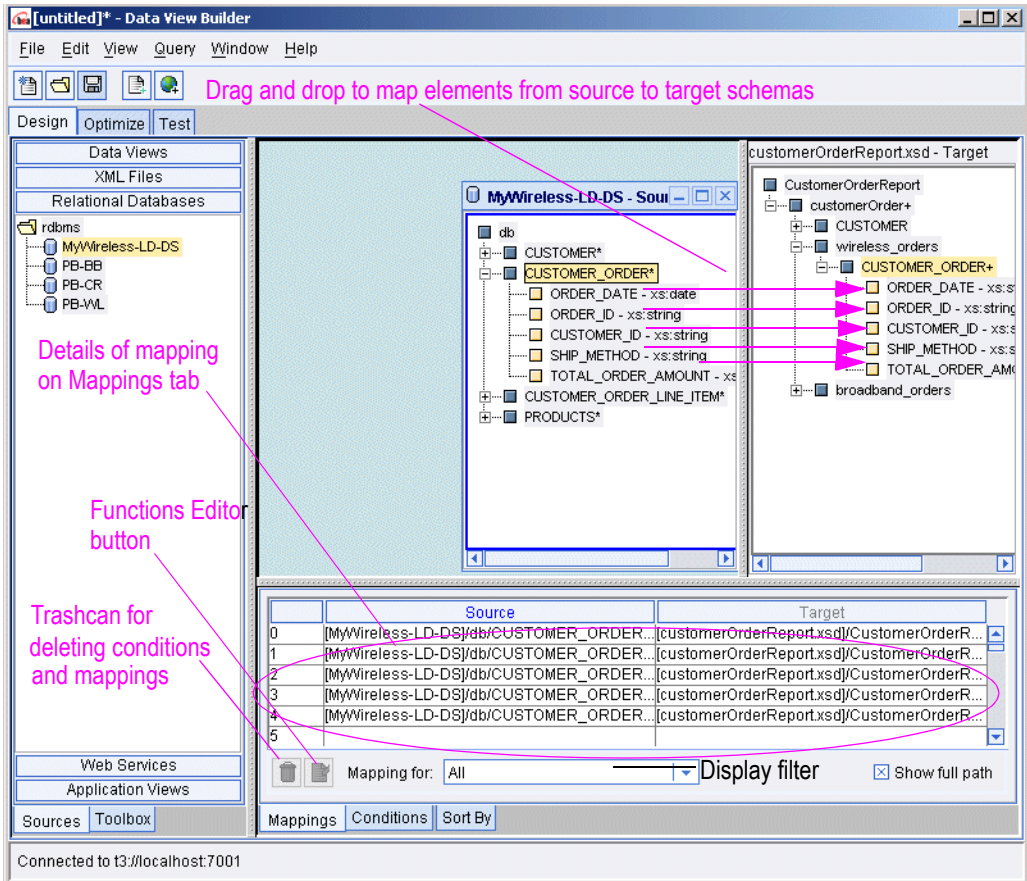 [untitled]* - Data View Builder
File Edit View Query Window Help
Drag and drop to map elements from source to target schemas
Design Optimize Test
Data Views
XML Files
Relational Databases
rdbms
MyWireless-LD-DS
PB-BB
PB-CR
PB-WL
Details of mapping
on Mappings tab
Functions Editor
button
Trashcan for
deleting conditions
and mappings
Web Services
Application Views
Sources Toolbox
MyWireless-LD-DS - Sour
db
CUSTOMER*
CUSTOMER_ORDER*
ORDER_DATE - xs:date
ORDER_ID - xs:string
CUSTOMER_ID - xs:string
SHIP_METHOD - xs:string
TOTAL_ORDER_AMOUNT - xs
CUSTOMER_ORDER_LINE_ITEM*
PRODUCTS*
customerOrderReport.xsd - Target
CustomerOrderReport
customerOrder+
CUSTOMER
wireless_orders
CUSTOMER_ORDER+
ORDER_DATE - xs:s
ORDER_ID - xs:string
CUSTOMER_ID - xs:s
SHIP_METHOD - xs:s
TOTAL_ORDER_AMO
broadband_orders
Source Target
0 [MyWireless-LD-DS]/db/CUSTOMER_ORDER... [customerOrderReport.xsd]/CustomerOrderR...
1 [MyWireless-LD-DS]/db/CUSTOMER_ORDER... [customerOrderReport.xsd]/CustomerOrderR...
2 [MyWireless-LD-DS]/db/CUSTOMER_ORDER... [customerOrderReport.xsd]/CustomerOrderR...
3 [MyWireless-LD-DS]/db/CUSTOMER_ORDER... [customerOrderReport.xsd]/CustomerOrderR...
4 [MyWireless-LD-DS]/db/CUSTOMER_ORDER... [customerOrderReport.xsd]/CustomerOrderR...
5
Mapping for: All Display filter Show full path
Mappings Conditions Sort By
Connected to t3://localhost:7001